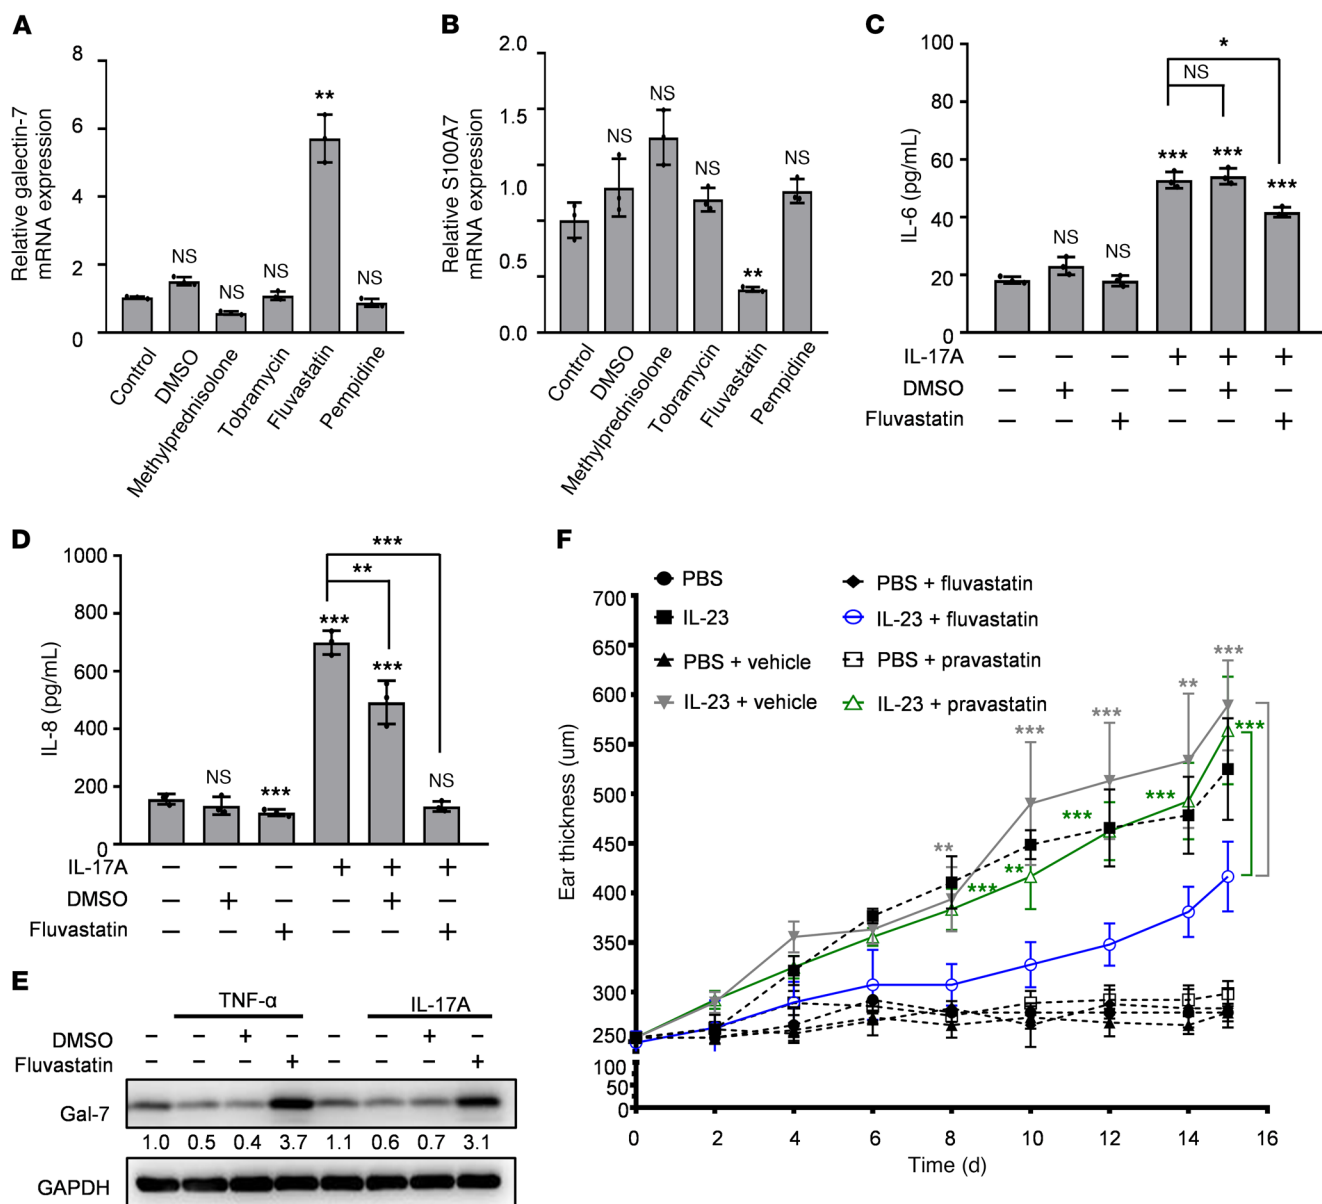 A
Relative galectin-7
mRNA expression
8
6
4
2
0
** 
NS NS NS NS
Control DMSO Methylprednisolone Tobramycin Fluvastatin Pempidine
B
Relative S100A7
mRNA expression
2.0
1.5
1.0
0.5
0.0
NS NS NS ** NS
Control DMSO Methylprednisolone Tobramycin Fluvastatin Pempidine
C
IL-6 (pg/mL)
100
80
60
40
20
0
*
NS
NS NS *** *** ***
IL-17A − − − + + +
DMSO − + − − + −
Fluvastatin − − + − − +
D
IL-8 (pg/mL)
1000
800
600
400
200
0
***
**
NS *** *** *** NS
IL-17A − − − + + +
DMSO − + − − + −
Fluvastatin − − + − − +
E
TNF-α IL-17A
DMSO − − + − − − + −
Fluvastatin − − − + − − − +
Gal-7
1.0 0.5 0.4 3.7 1.1 0.6 0.7 3.1
GAPDH
F
PBS
IL-23
PBS + vehicle
IL-23 + vehicle
PBS + fluvastatin
IL-23 + fluvastatin
PBS + pravastatin
IL-23 + pravastatin
Ear thickness (um)
700
650
600
550
500
450
400
350
300
250
100
50
0
** *** *** ** ***
*** ** *** *** ***
0 2 4 6 8 10 12 14 16
Time (d)